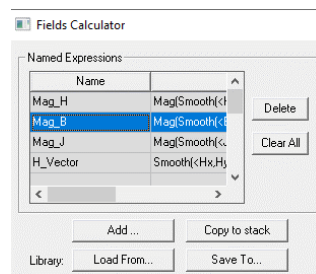 Fields Calculator
Named Expressions
Name
Mag_H Mag(Smooth(<H
Mag_B Mag(Smooth(<B
Mag_J Mag(Smooth(<J
H_Vector Smooth(<Hx,Hy
Delete
Clear All
Add ... Copy to stack
Library: Load From... Save To...